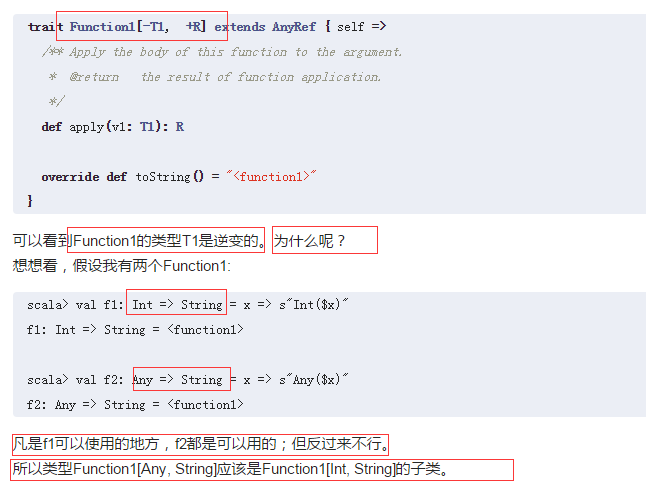 trait Function1[-T1, +R] extends AnyRef { self =>
/** Apply the body of this function to the argument.
* @return the result of function application.
*/
def apply(v1: T1): R
override def toString() = "<function1>"
}
可以看到Function1的类型T1是逆变的。为什么呢？
想想看，假设我有两个Function1:
scala> val f1: Int => String = x => s"Int($x)"
f1: Int => String = <function1>
scala> val f2: Any => String = x => s"Any($x)"
f2: Any => String = <function1>
凡是f1可以使用的地方，f2都是可以用的；但反过来不行。
所以类型Function1[Any, String]应该是Function1[Int, String]的子类。